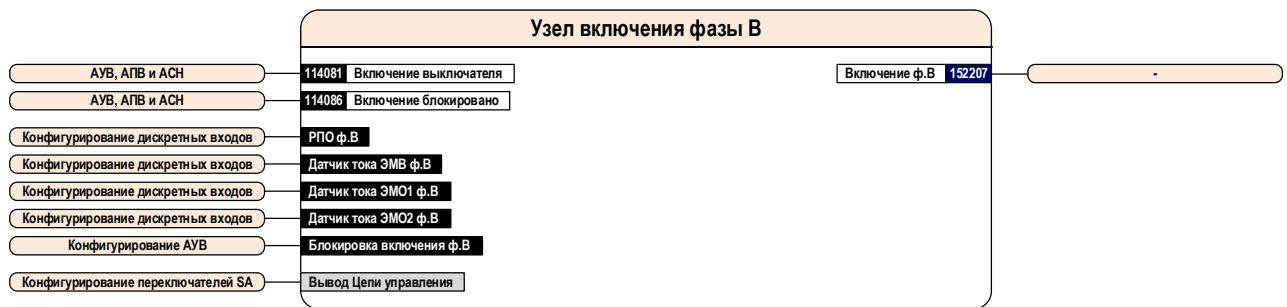 Узел включения фазы В
АУВ, АПВ и АСН 114081 Включение выключателя Включение ф.В 152207 -
АУВ, АПВ и АСН 114086 Включение блокировано
Конфигурирование дискретных входов РПО ф.В
Конфигурирование дискретных входов Датчик тока ЭМВ ф.В
Конфигурирование дискретных входов Датчик тока ЭМО1 ф.В
Конфигурирование дискретных входов Датчик тока ЭМО2 ф.В
Конфигурирование АУВ Блокировка включения ф.В
Конфигурирование переключателей SA Вывод Цепи управления